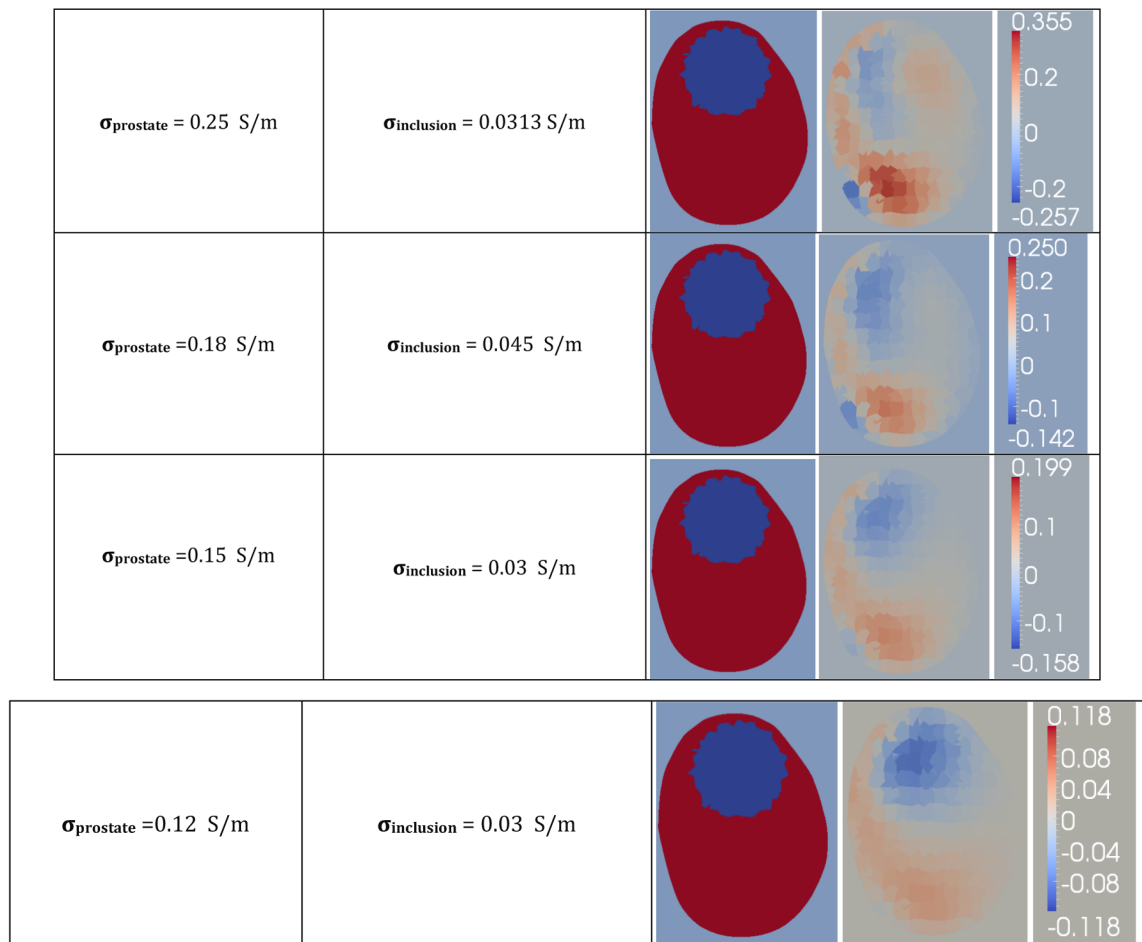 σprostate = 0.25 S/m
σinclusion = 0.0313 S/m
0.355
0.2
0
-0.2
-0.257
σprostate =0.18 S/m
σinclusion = 0.045 S/m
0.250
0.2
0.1
0
-0.1
-0.142
σprostate =0.15 S/m
σinclusion = 0.03 S/m
0.199
0.1
0
-0.1
-0.158
σprostate =0.12 S/m
σinclusion = 0.03 S/m
0.118
0.08
0.04
0
-0.04
-0.08
-0.118